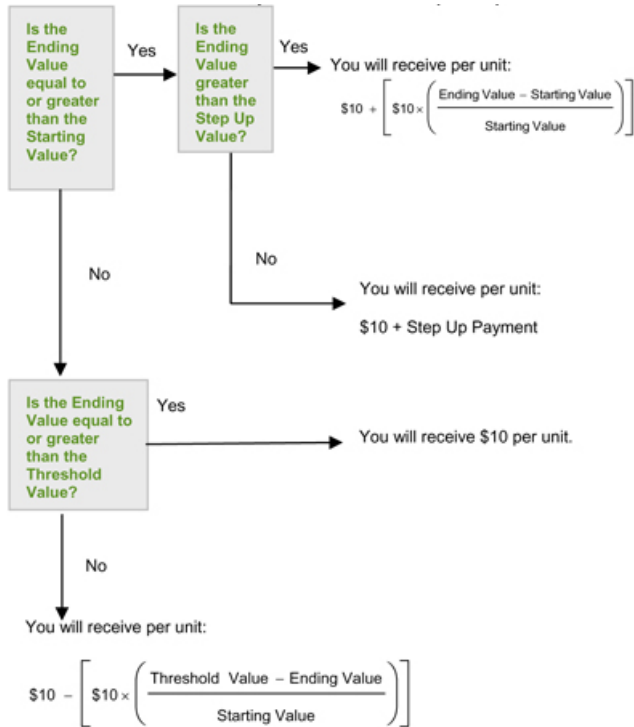 Is the
Ending
Value
equal to
or greater
than the
Starting
Value?
Yes
Is the
Ending
Value
greater
than the
Step Up
Value?
Yes
You will receive per unit:
$10 + [ $10 × ( Ending Value – Starting Value
Starting Value ) ]
No
No
You will receive per unit:
$10 + Step Up Payment
Is the Ending
Value equal to
or greater
than the
Threshold
Value?
Yes
You will receive $10 per unit.
No
You will receive per unit:
$10 – [ $10 × ( Threshold Value – Ending Value
Starting Value ) ]